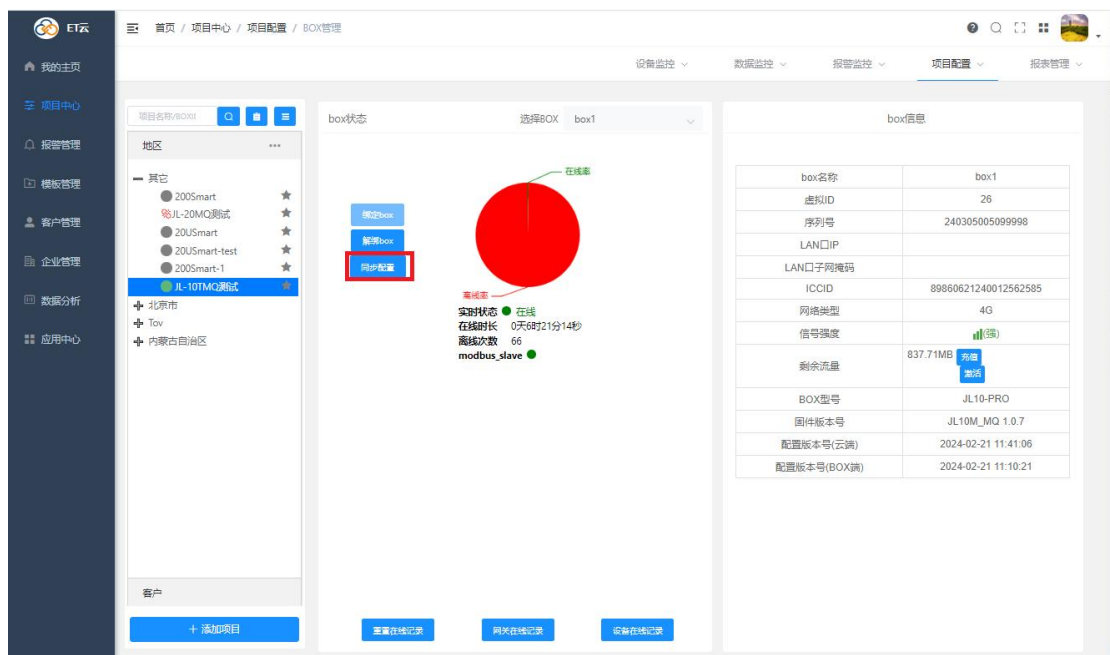 ET云
首页 / 项目中心 / 项目配置 / BOX管理
我的主页
项目中心
报警管理
模板管理
客户管理
企业管理
数据分析
应用中心
设备监控
数据监控
报警监控
项目配置
报表管理
项目名称/BOXI
地区
其它
200Smart
JL-20MQ测试
20USmart
20USmart-test
200Smart-1
JL-10TMQ测试
北京市
Tov
内蒙古自治区
客户
+ 添加项目
box状态
选择BOX box1
绑定box
解绑box
同步配置
在线率
离线率
实时状态 在线
在线时长 0天6时21分14秒
离线次数 66
modbus_slave
重置在线记录
网关在线记录
设备在线记录
box信息
box名称 box1
虚拟ID 26
序列号 240305005099998
LAN口IP
LAN口子网掩码
ICCID 89860621240012562585
网络类型 4G
信号强度 (强)
剩余流量 837.71MB 充值
激活
BOX型号 JL10-PRO
固件版本号 JL10M_MQ 1.0.7
配置版本号(云端) 2024-02-21 11:41:06
配置版本号(BOX端) 2024-02-21 11:10:21